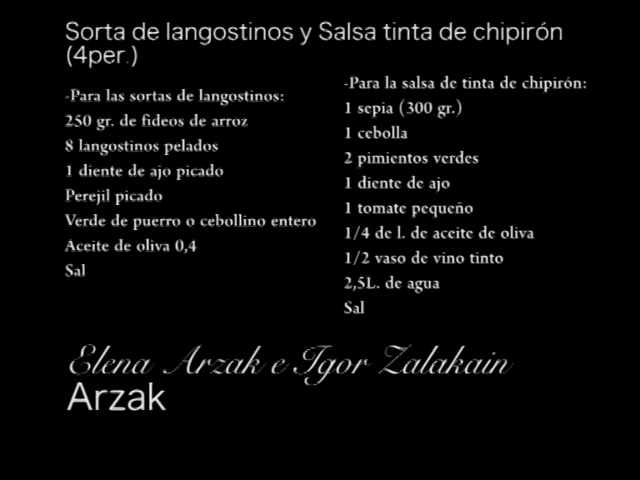 Sorta de langostinos y Salsa tinta de chipirón
(4per.)
-Para las sortas de langostinos:
250 gr. de fideos de arroz
8 langostinos pelados
1 diente de ajo picado
Perejil picado
Verde de puerro o cebollino entero
Aceite de oliva 0,4
Sal
-Para la salsa de tinta de chipirón:
1 sepia (300 gr.)
1 cebolla
2 pimientos verdes
1 diente de ajo
1 tomate pequeño
1/4 de l. de aceite de oliva
1/2 vaso de vino tinto
2,5L. de agua
Sal
Elena Arzak e Igor Zalakain
Arzak